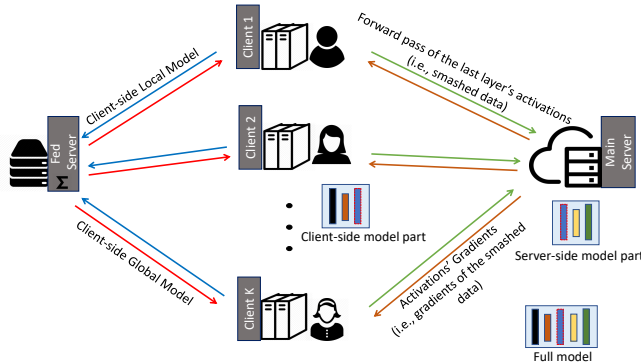 Client 1
Forward pass of the last layer's activations
(i.e., smashed data)
Client-side Local Model
Client 2
Fed
Server
Σ
Main
Server
Client-side model part
Server-side model part
Client-side Global Model
Activations' Gradients
(i.e., gradients of the smashed
data)
Client K
Full model